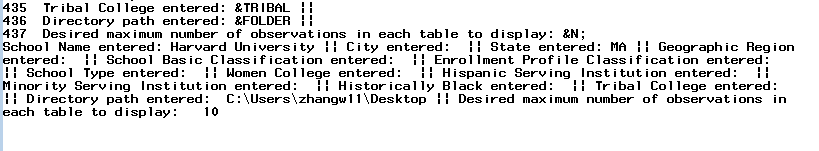 435  Tribal College entered: &TRIBAL ||
436  Directory path entered: &FOLDER ||
437  Desired maximum number of observations in each table to display: &N;
School Name entered: Harvard University || City entered:  || State entered: MA || Geographic Region
entered:  || School Basic Classification entered:  || Enrollment Profile Classification entered:
|| School Type entered:  || Women College entered:  || Hispanic Serving Institution entered:  ||
Minority Serving Institution entered:  || Historically Black entered:  || Tribal College entered:
|| Directory path entered:  C:\Users\zhangw11\Desktop || Desired maximum number of observations in
each table to display:   10